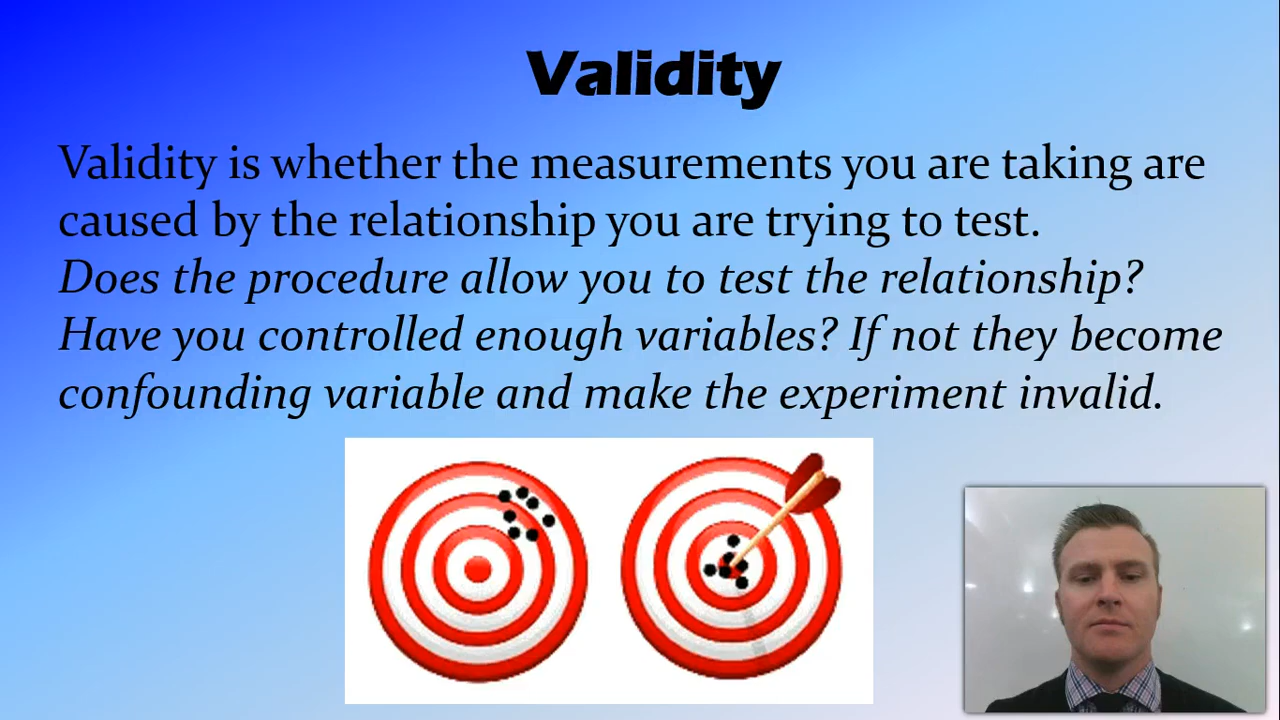 Validity
Validity is whether the measurements you are taking are
caused by the relationship you are trying to test.
Does the procedure allow you to test the relationship?
Have you controlled enough variables? If not they become
confounding variable and make the experiment invalid.